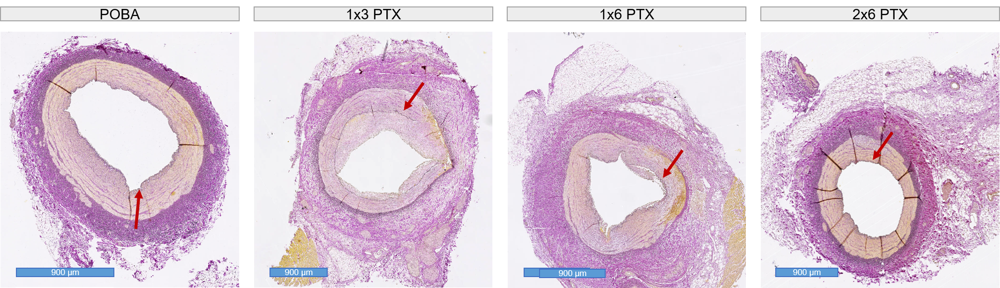 POBA
1x3 PTX
1x6 PTX
2x6 PTX
900 µm
900 µm
900 µm
900 µm